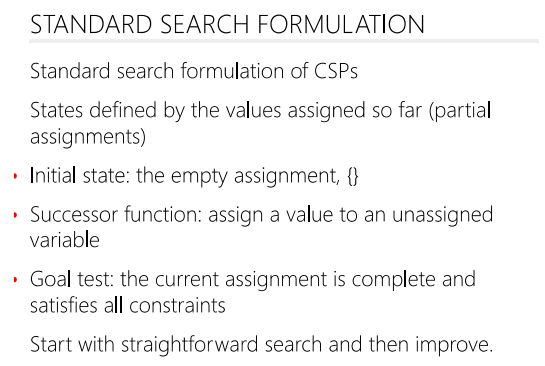 STANDARD SEARCH FORMULATION
Standard search formulation of CSPs
States defined by the values assigned so far (partial
assignments)
Initial state: the empty assignment, {}
Successor function: assign a value to an unassigned
variable
Goal test: the current assignment is complete and
satisfies all constraints
Start with straightforward search and then improve.